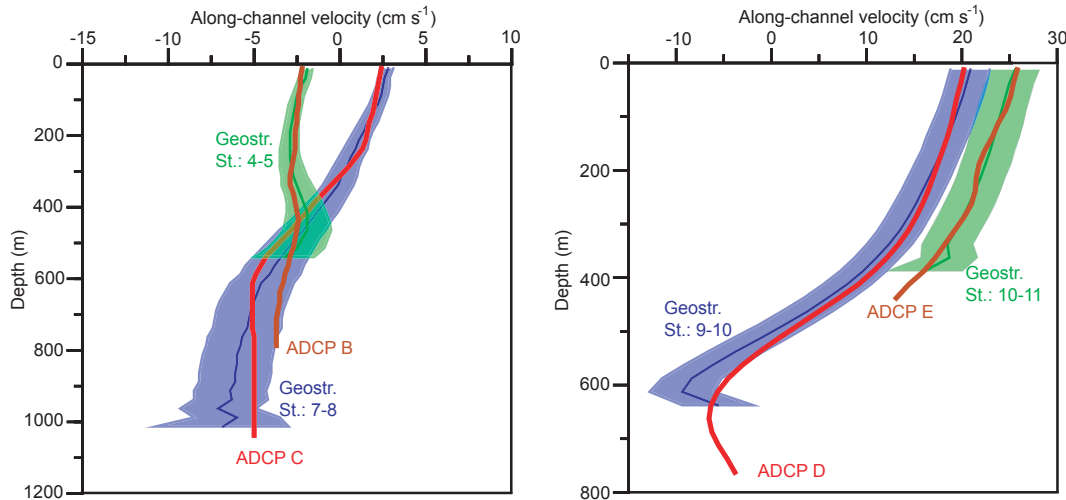 Along-channel velocity (cm s⁻¹)
-15 -10 -5 0 5 10
0
200
400
600
800
1000
1200
Depth (m)
Geostr.
St.: 4-5
ADCP B
Geostr.
St.: 7-8
ADCP C
Along-channel velocity (cm s⁻¹)
-10 0 10 20 30
0
200
400
600
800
Depth (m)
Geostr.
St.: 9-10
Geostr.
St.: 10-11
ADCP E
ADCP D